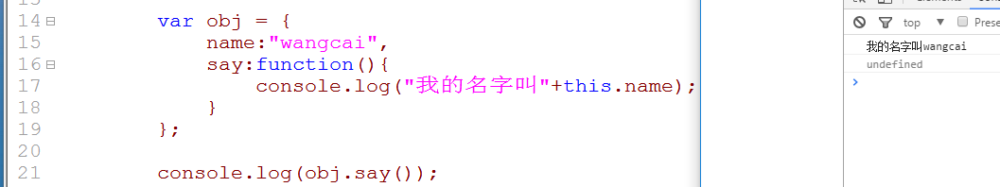 14 var obj = {
15 name:"wangcai",
16 say:function(){
17 console.log("我的名字叫"+this.name);
18 }
19 };
20
21 console.log(obj.say());
top
Prese
我的名字叫wangcai
undefined